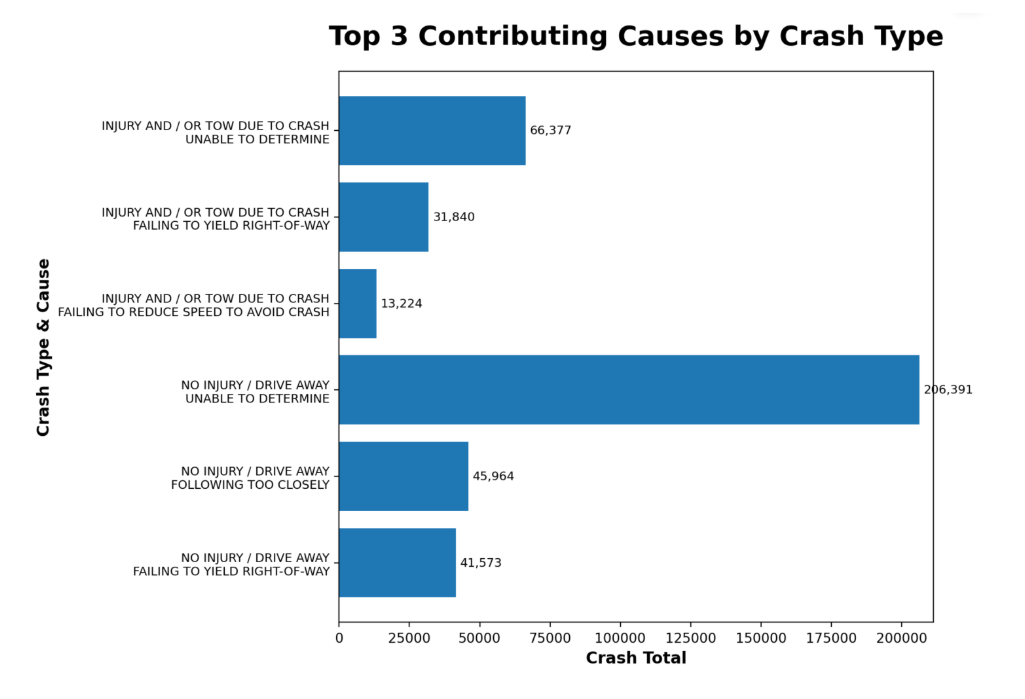 Top 3 Contributing Causes by Crash Type
INJURY AND / OR TOW DUE TO CRASH
UNABLE TO DETERMINE
66,377
INJURY AND / OR TOW DUE TO CRASH
FAILING TO YIELD RIGHT-OF-WAY
31,840
INJURY AND / OR TOW DUE TO CRASH
FAILING TO REDUCE SPEED TO AVOID CRASH
13,224
NO INJURY / DRIVE AWAY
UNABLE TO DETERMINE
206,391
NO INJURY / DRIVE AWAY
FOLLOWING TOO CLOSELY
45,964
NO INJURY / DRIVE AWAY
FAILING TO YIELD RIGHT-OF-WAY
41,573
Crash Type & Cause
0 25000 50000 75000 100000 125000 150000 175000 200000
Crash Total